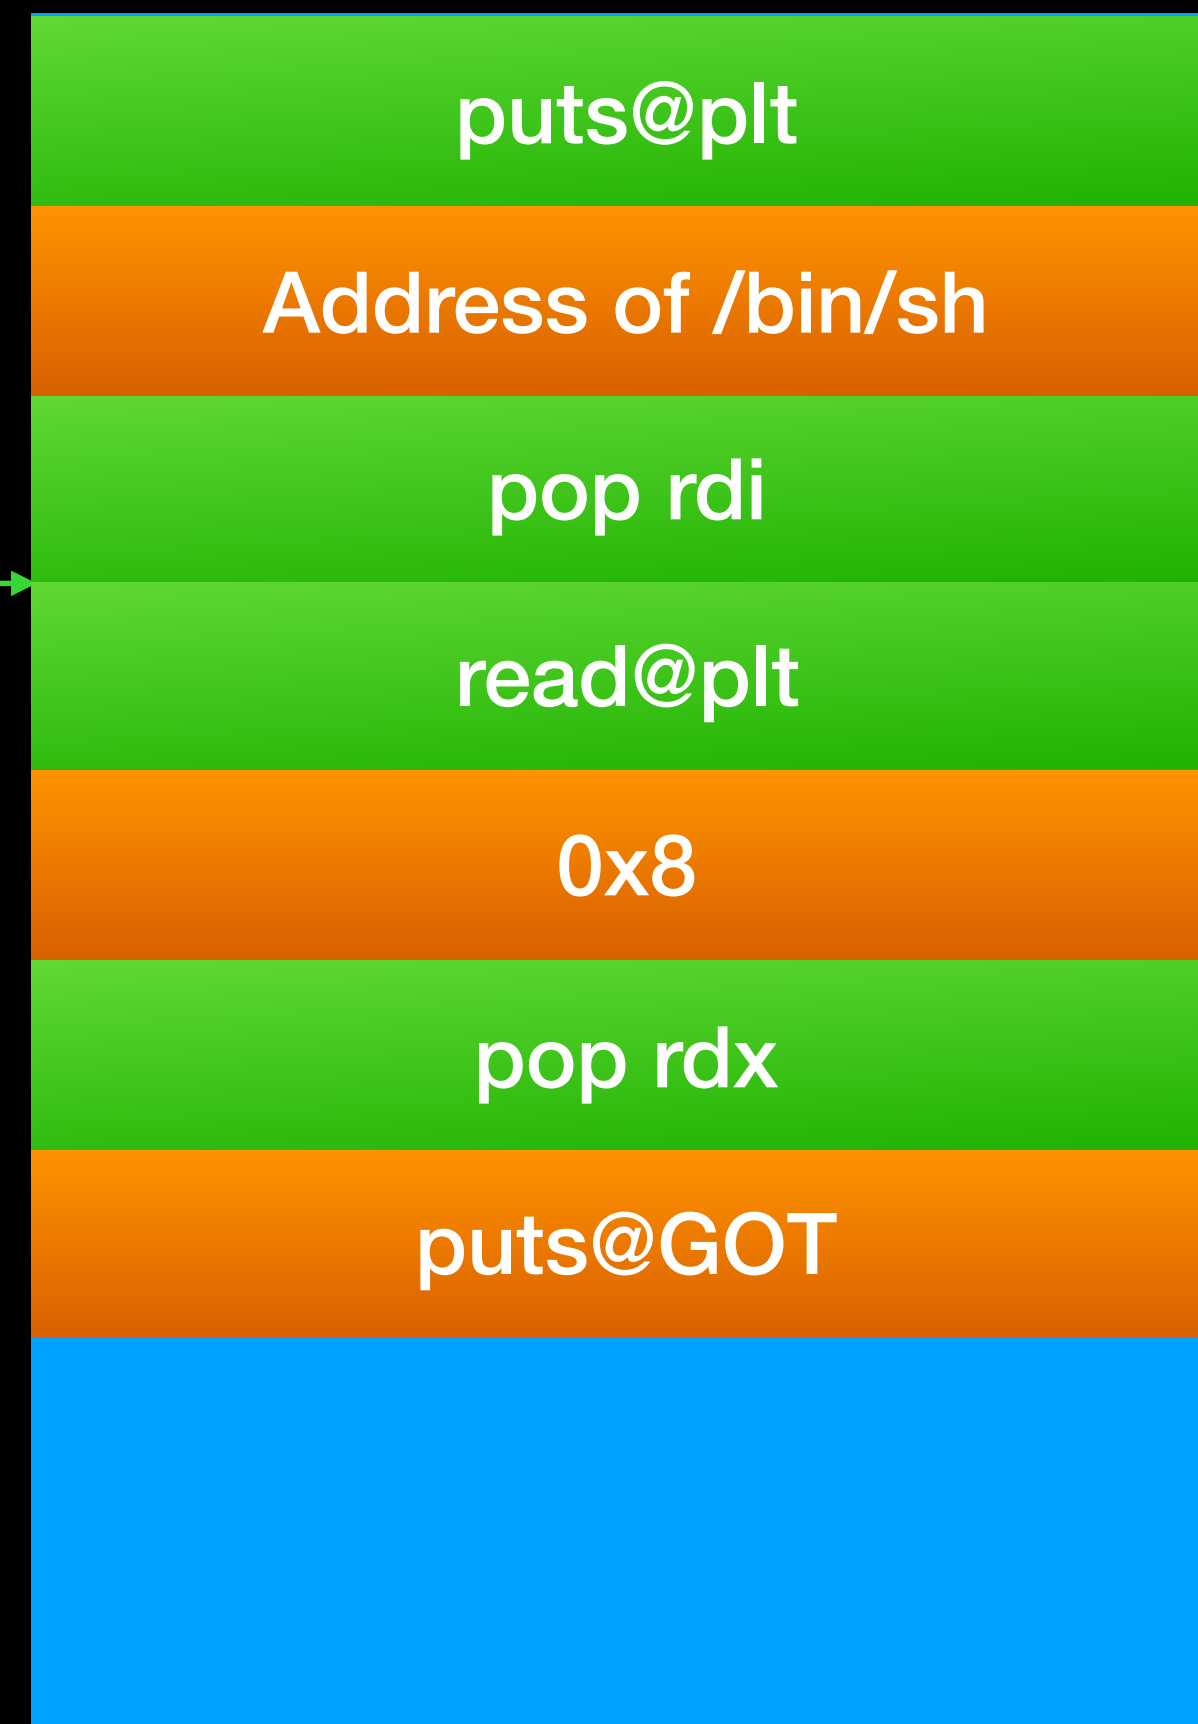 puts@plt
Address of /bin/sh
pop rdi
read@plt
0x8
pop rdx
puts@GOT